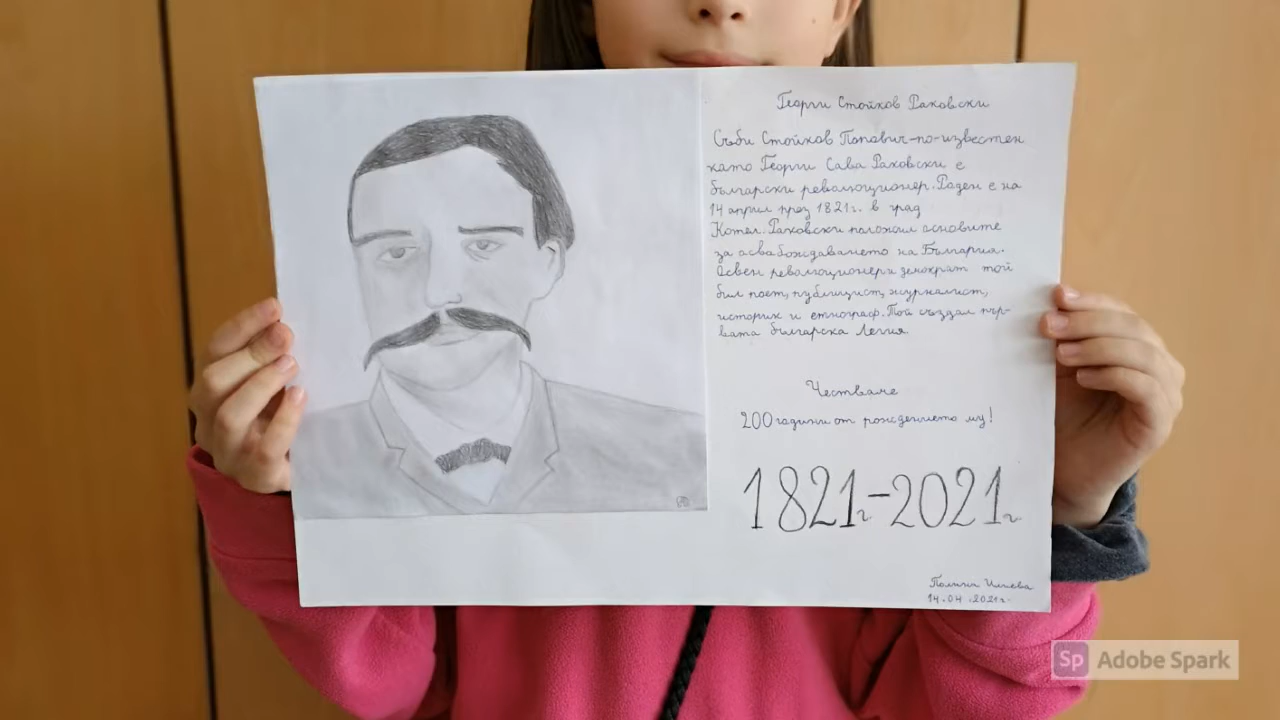 Георги Стойков Раковски
Съби Стойков Попович-по-известен
като Георги Сава Раковски е
български революционер. Роден е на
14 април през 1821г. в град
Котел. Раковски положил основите
за освабождаването на България.
Освен революционер и демократ той
бил поет, публицист, журналист,
историк и етнограф. Той създал пър-
вата българска Легия.
Честваме
200 години от рождението му!
1821г-2021г.
Полина Илиева
14.04.2021г.
Sp Adobe Spark